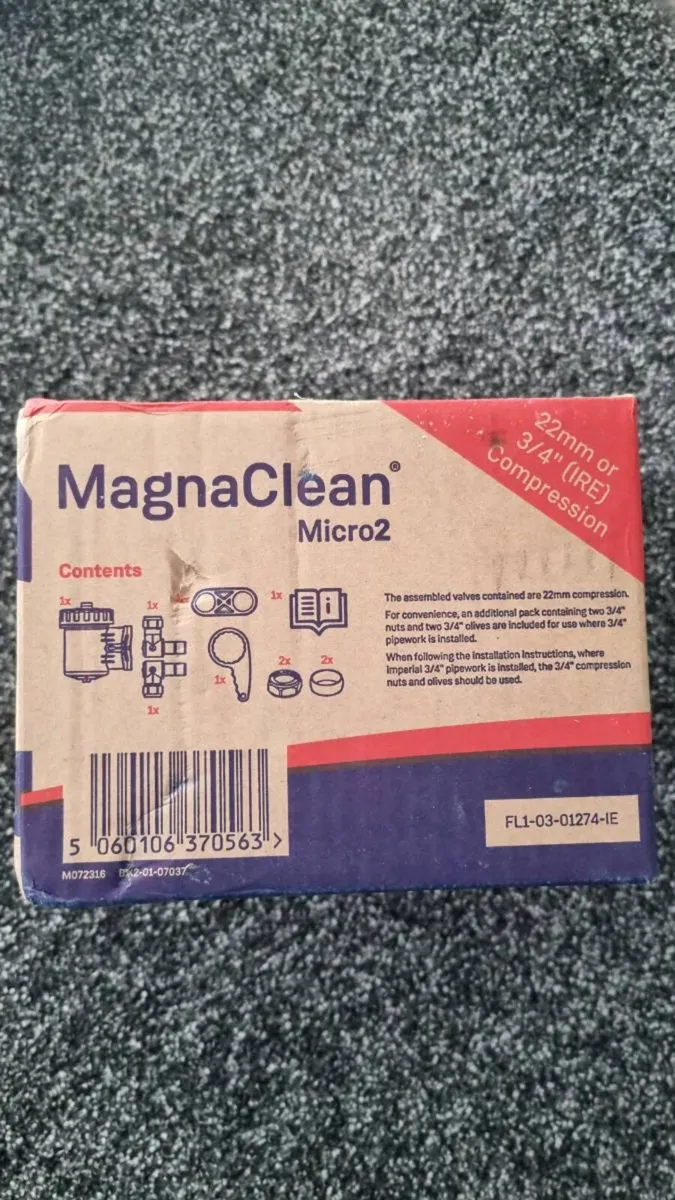 22mm or
3/4" (IRE)
Compression
MagnaClean®
Micro2
Contents
1x
1x
1x
1x
1x
1x
2x
2x
The assembled valves contained are 22mm compression.
For convenience, an additional pack containing two 3/4"
nuts and two 3/4" olives are included for use where 3/4"
pipework is installed.
When following the installation instructions, where
imperial 3/4" pipework is installed, the 3/4" compression
nuts and olives should be used.
i
5 060106 370563 >
FL1-03-01274-IE
M072316